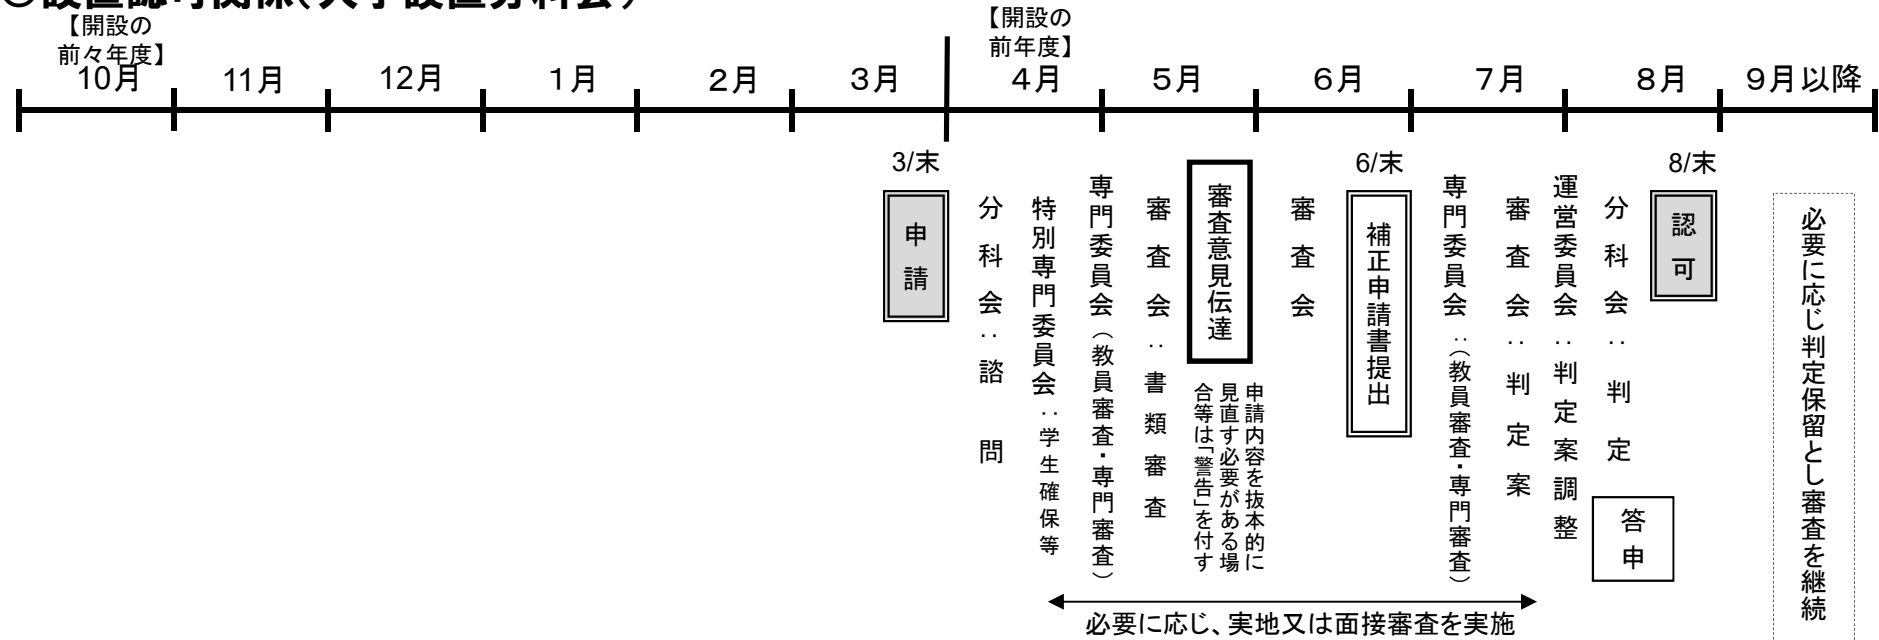 ○設置認可関係（大学設置分科会）
【開設の
前々年度】
【開設の
前年度】
10月
11月
12月
１月
２月
３月
４月
５月
６月
７月
８月
９月以降
3/末
申請
分科会：諮問
特別専門委員会：学生確保等
専門委員会（教員審査・専門審査）
審査会：書類審査
審査意見伝達
申請内容を抜本的に
見直す必要がある場
合等は「警告」を付す
審査会
6/末
補正申請書提出
専門委員会：（教員審査・専門審査）
審査会：判定案
運営委員会：判定案調整
分科会：判定
答申
8/末
認可
必要に応じ判定保留とし審査を継続
必要に応じ、実地又は面接審査を実施